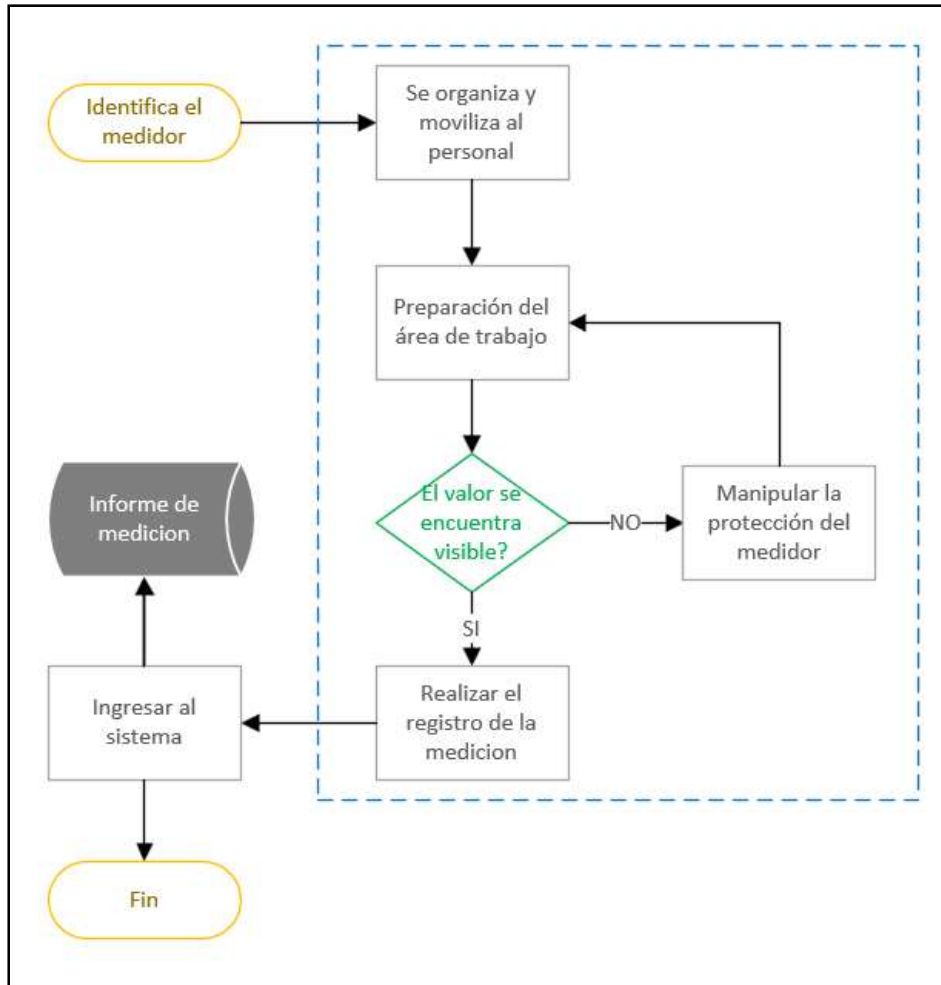 Identifica el
medidor
Se organiza y
moviliza al
personal
Preparación del
área de trabajo
El valor se
encuentra
visible?
NO
Manipular la
protección del
medidor
SI
Realizar el
registro de la
medicion
Ingresar al
sistema
Informe de
medicion
Fin